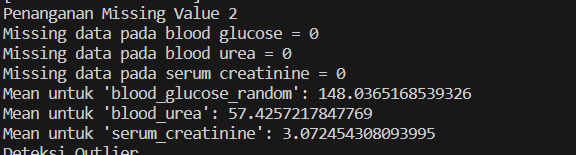 Penanganan Missing Value 2
Missing data pada blood glucose = 0
Missing data pada blood urea = 0
Missing data pada serum creatinine = 0
Mean untuk 'blood_glucose_random': 148.0365168539326
Mean untuk 'blood_urea': 57.4257217847769
Mean untuk 'serum_creatinine': 3.072454308093995
Deteksi Outlier